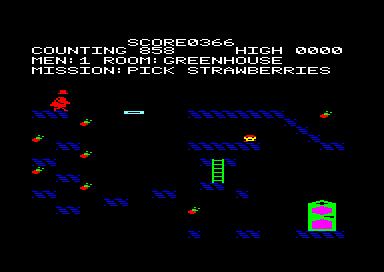 SCORE0366
COUNTING 858 HIGH 0000
MEN:1 ROOM:GREENHOUSE
MISSION:PICK STRAWBERRIES